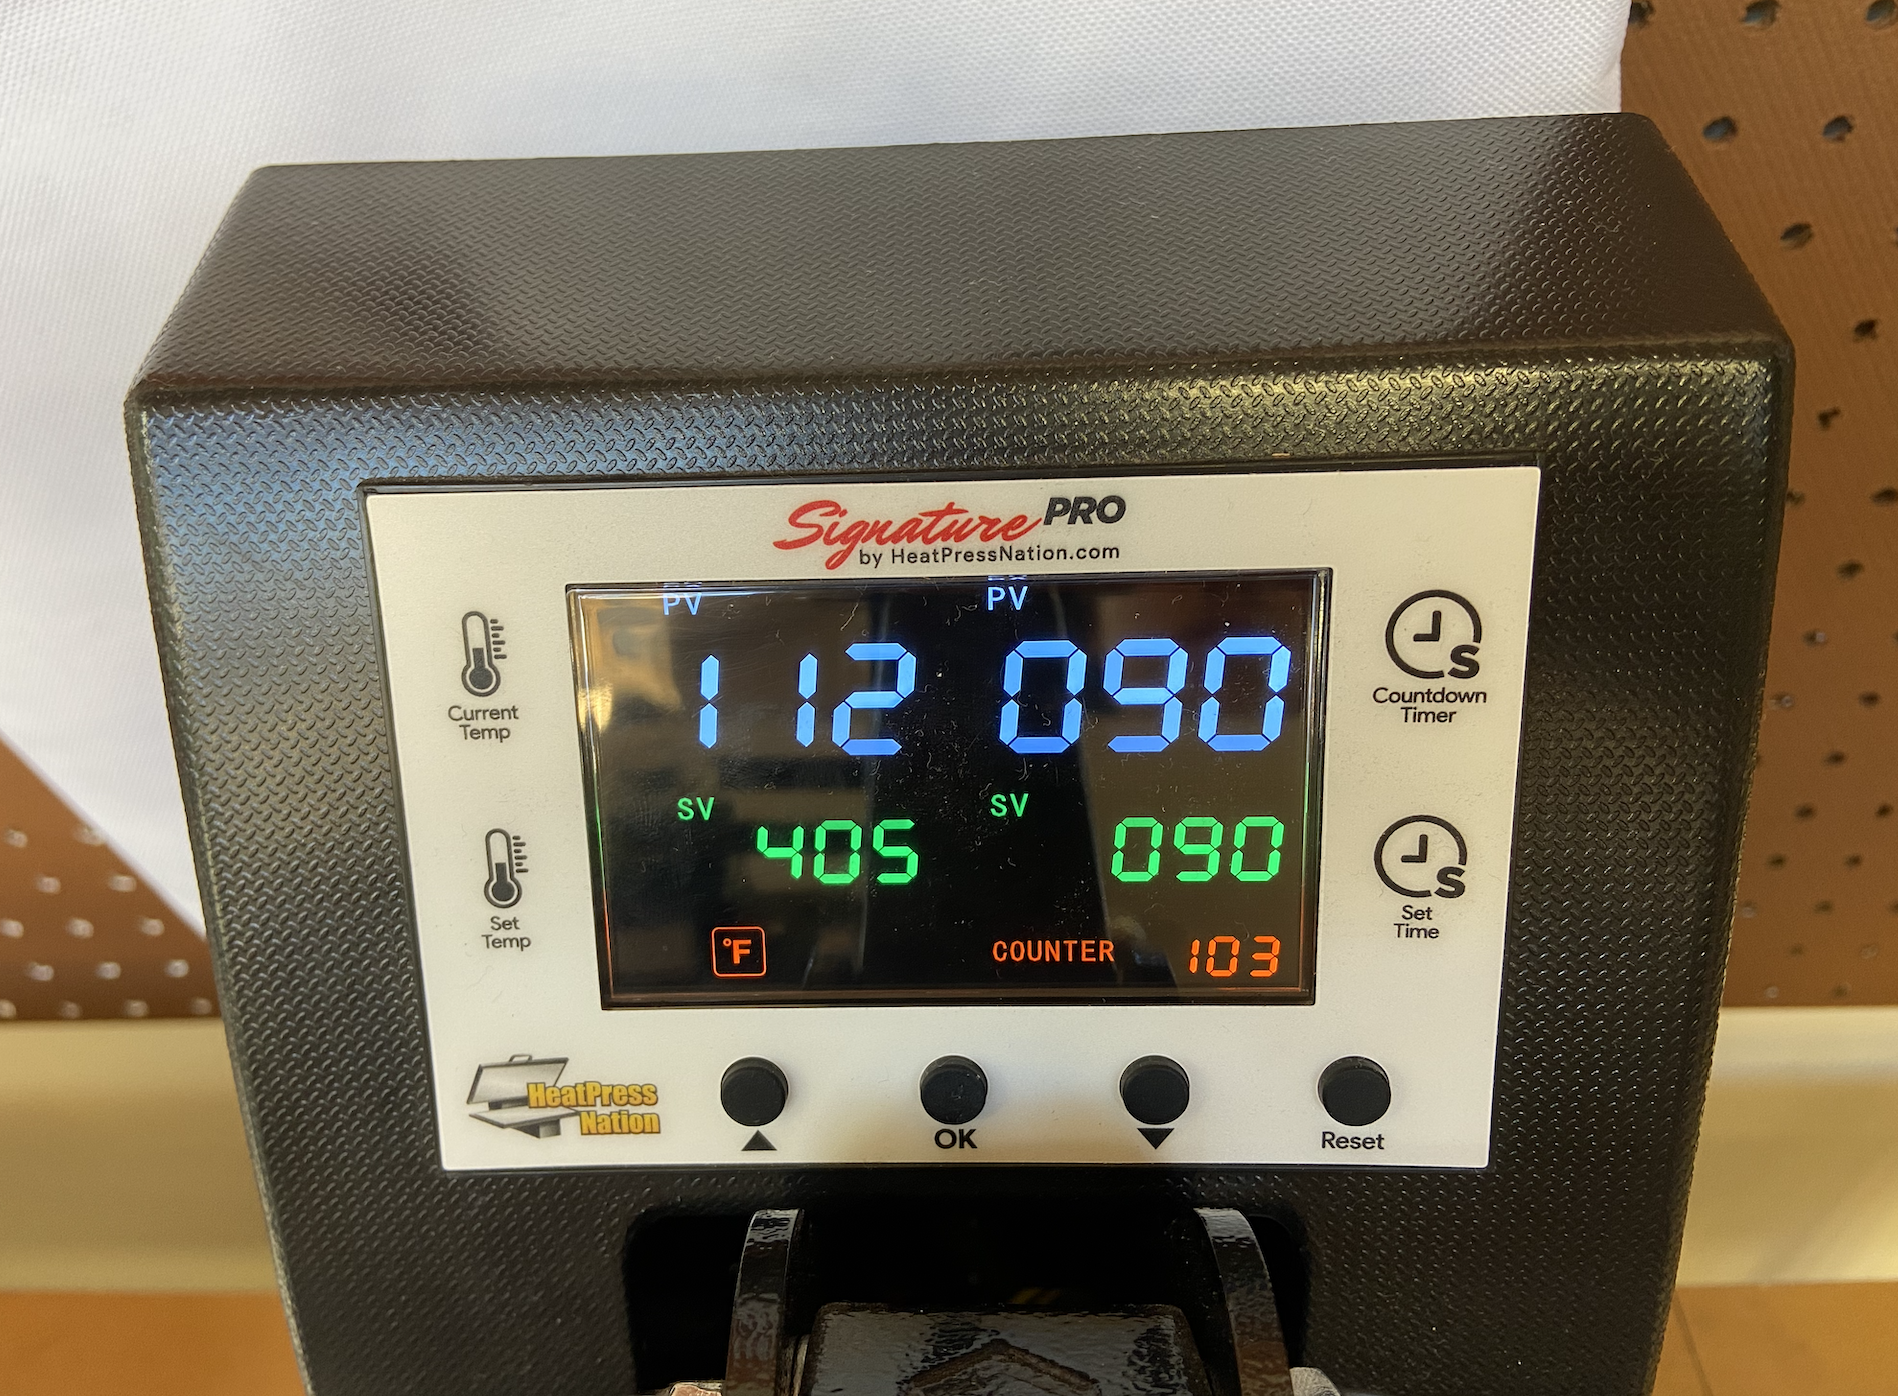 Signature PRO
by HeatPressNation.com
PV PV
112 090
Current
Temp
Countdown
Timer
S
SV SV
405 090
Set
Temp
Set
Time
S
°F COUNTER 103
HeatPress
Nation
OK
Reset